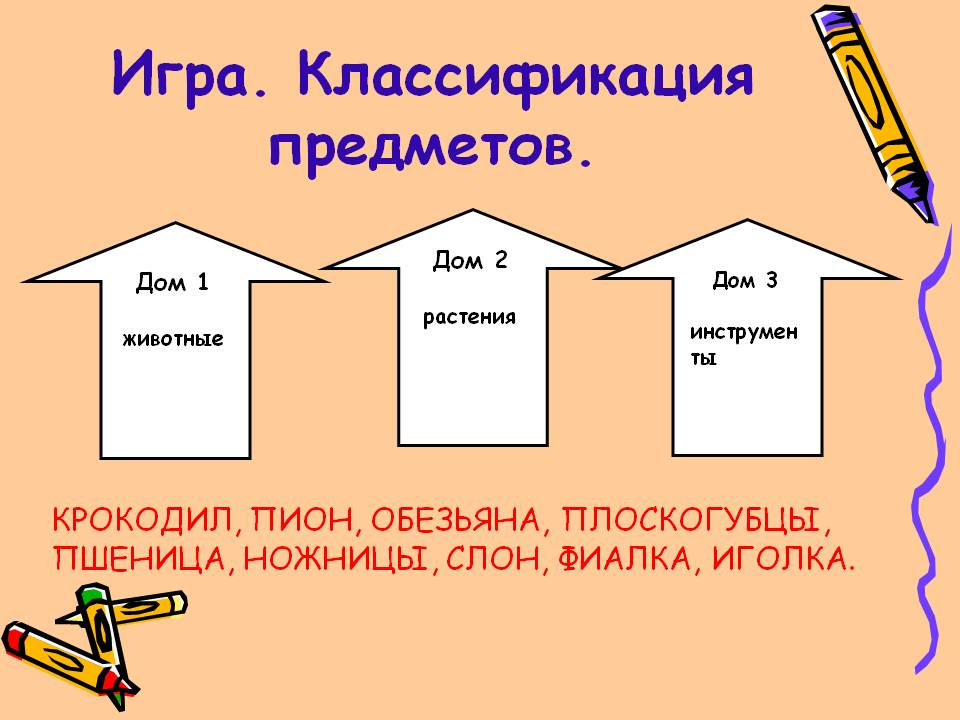 Игра. Классификация
предметов.
Дом 1
животные
Дом 2
растения
Дом 3
инструмен
ты
КРОКОДИЛ, ПИОН, ОБЕЗЬЯНА, ПЛОСКОГУБЦЫ,
ПШЕНИЦА, НОЖНИЦЫ, СЛОН, ФИАЛКА, ИГОЛКА.